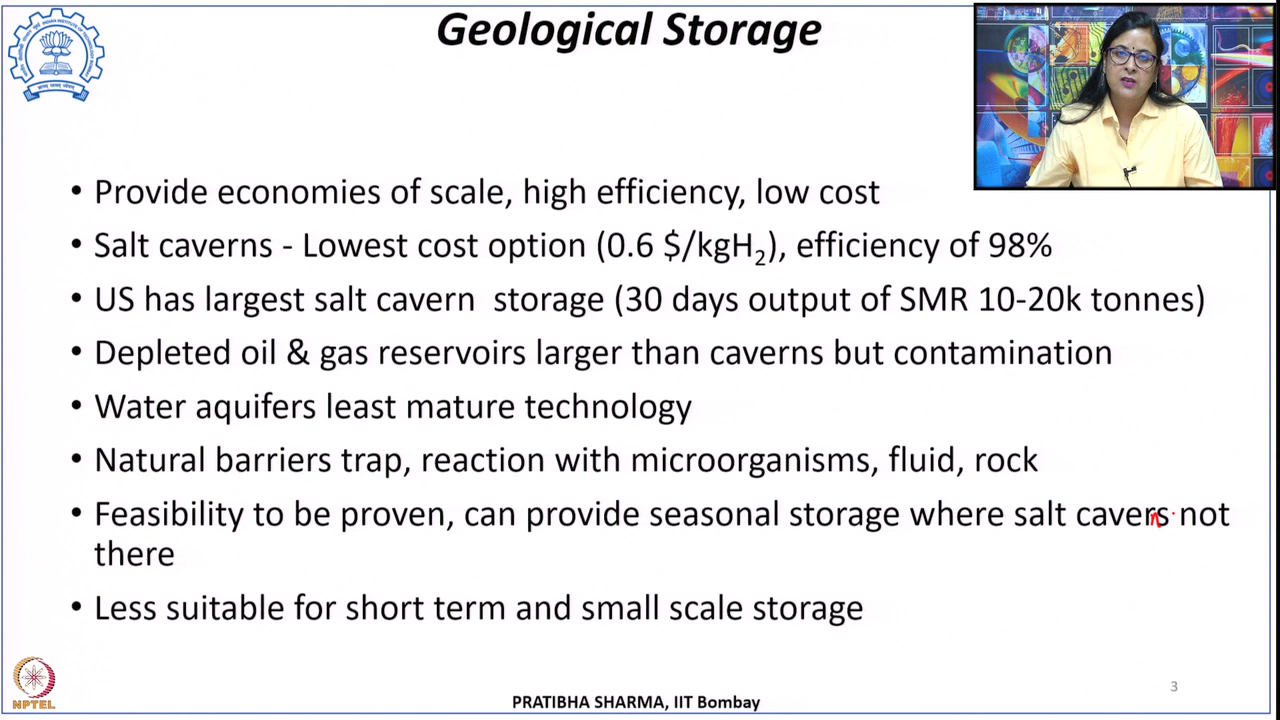 Geological Storage
• Provide economies of scale, high efficiency, low cost
• Salt caverns - Lowest cost option (0.6 $/kgH₂), efficiency of 98%
• US has largest salt cavern storage (30 days output of SMR 10-20k tonnes)
• Depleted oil & gas reservoirs larger than caverns but contamination
• Water aquifers least mature technology
• Natural barriers trap, reaction with microorganisms, fluid, rock
• Feasibility to be proven, can provide seasonal storage where salt cavers not
there
• Less suitable for short term and small scale storage
3
NPTEL
PRATIBHA SHARMA, IIT Bombay